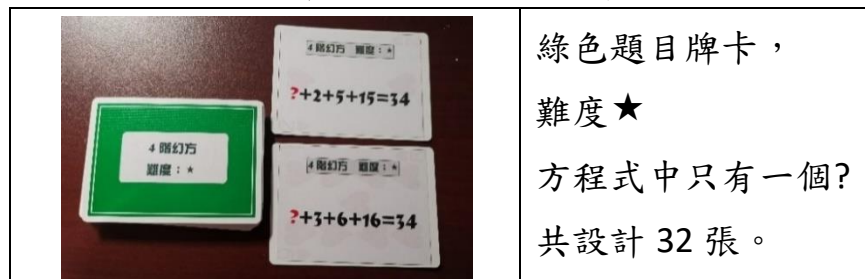 4 階幻方 難度：★
?+2+5+15=34
4 階幻方
難度：★
4 階幻方 難度：★
?+3+6+16=34
綠色題目牌卡，
難度★
方程式中只有一個?
共設計 32 張。